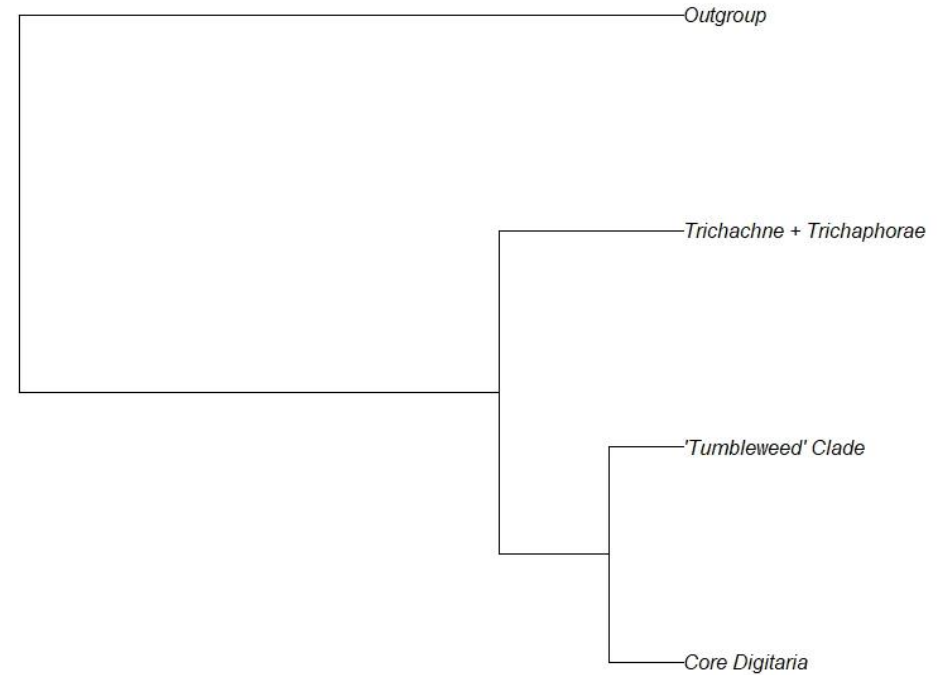 Outgroup
Trichachne + Trichaphorae
'Tumbleweed' Clade
Core Digitaria